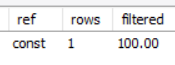 ref rows filtered
const 1 100.00